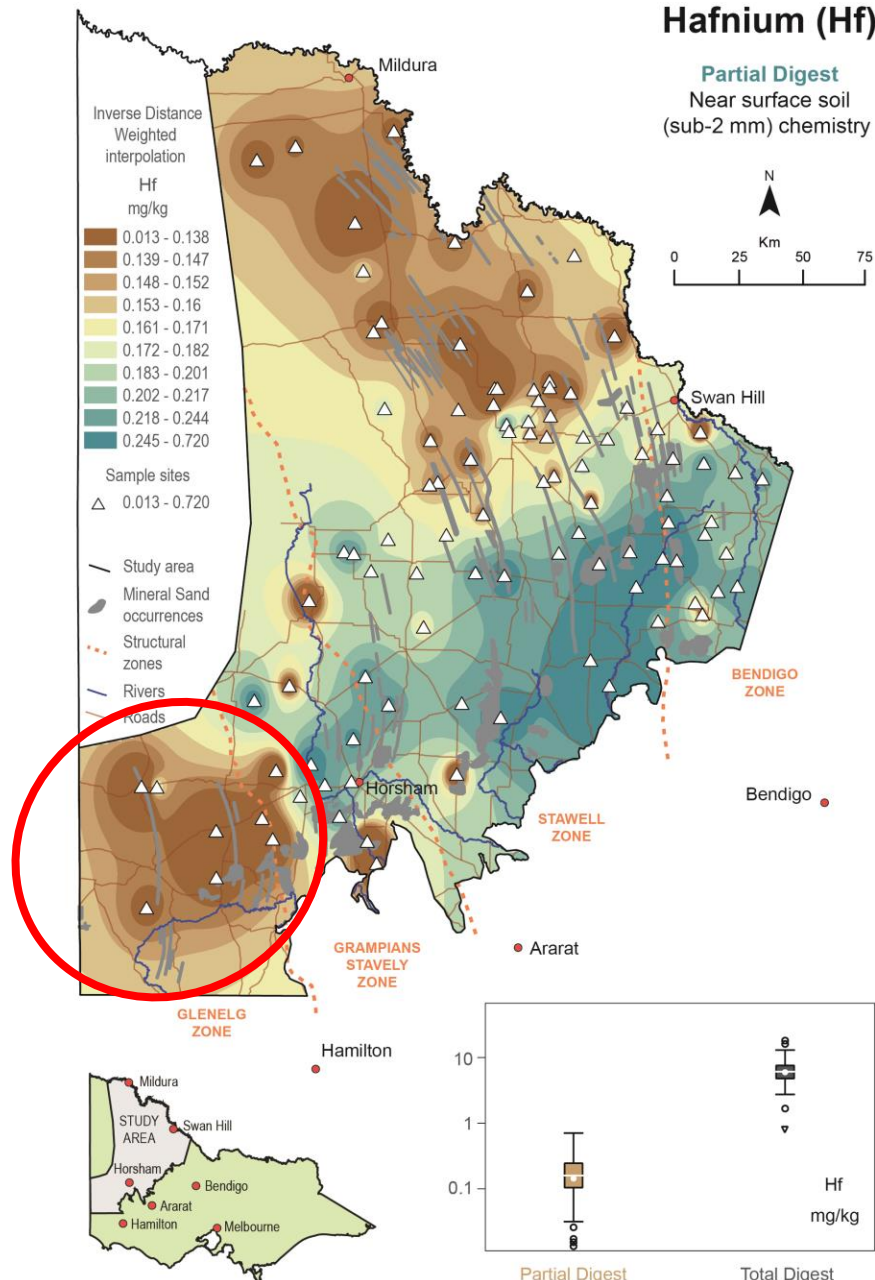 Hafnium (Hf)
Partial Digest
Near surface soil
(sub-2 mm) chemistry
N
Km
0 25 50 75
Inverse Distance
Weighted
interpolation
Hf
mg/kg
0.013 - 0.138
0.139 - 0.147
0.148 - 0.152
0.153 - 0.16
0.161 - 0.171
0.172 - 0.182
0.183 - 0.201
0.202 - 0.217
0.218 - 0.244
0.245 - 0.720
Sample sites
0.013 - 0.720
Study area
Mineral Sand
occurrences
Structural
zones
Rivers
Roads
Mildura
Swan Hill
BENDIGO
ZONE
Horsham
Bendigo
STAWELL
ZONE
Ararat
GRAMPIANS
STAVELY
ZONE
GLENELG
ZONE
Hamilton
Mildura
STUDY
AREA
Swan Hill
Horsham
Bendigo
Ararat
Hamilton
Melbourne
10
1
0.1
Hf
mg/kg
Partial Digest
Total Digest